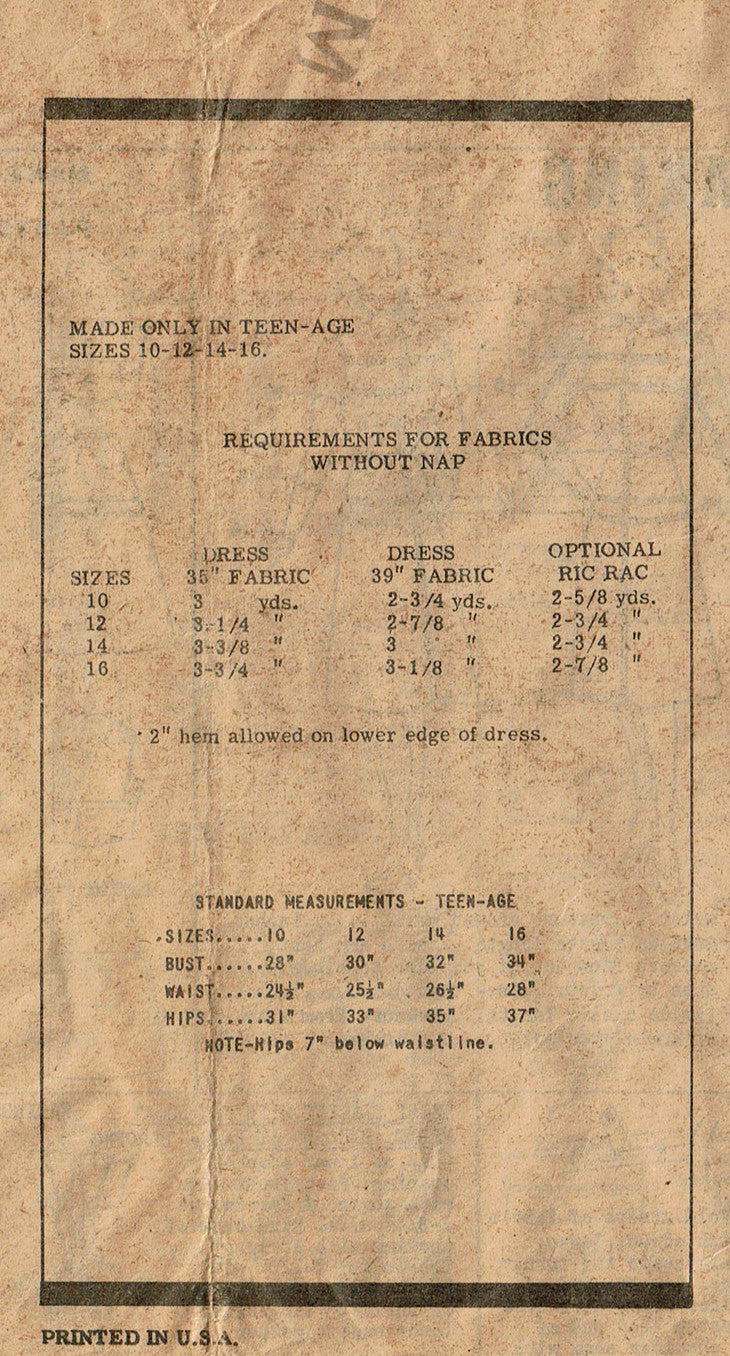 M
MADE ONLY IN TEEN-AGE
SIZES 10-12-14-16.
REQUIREMENTS FOR FABRICS
WITHOUT NAP
DRESS DRESS OPTIONAL
SIZES 35" FABRIC 39" FABRIC RIC RAC
10 3 yds. 2-3/4 yds. 2-5/8 yds.
12 3-1/4 " 2-7/8 " 2-3/4 "
14 3-3/8 " 3 " 2-3/4 "
16 3-3/4 " 3-1/8 " 2-7/8 "
2" hem allowed on lower edge of dress.
STANDARD MEASUREMENTS - TEEN-AGE
SIZES.....10 12 14 16
BUST......28" 30" 32" 34"
WAIST.....24½" 25½" 26½" 28"
HIPS......31" 33" 35" 37"
NOTE-Hips 7" below waistline.
PRINTED IN U.S.A.